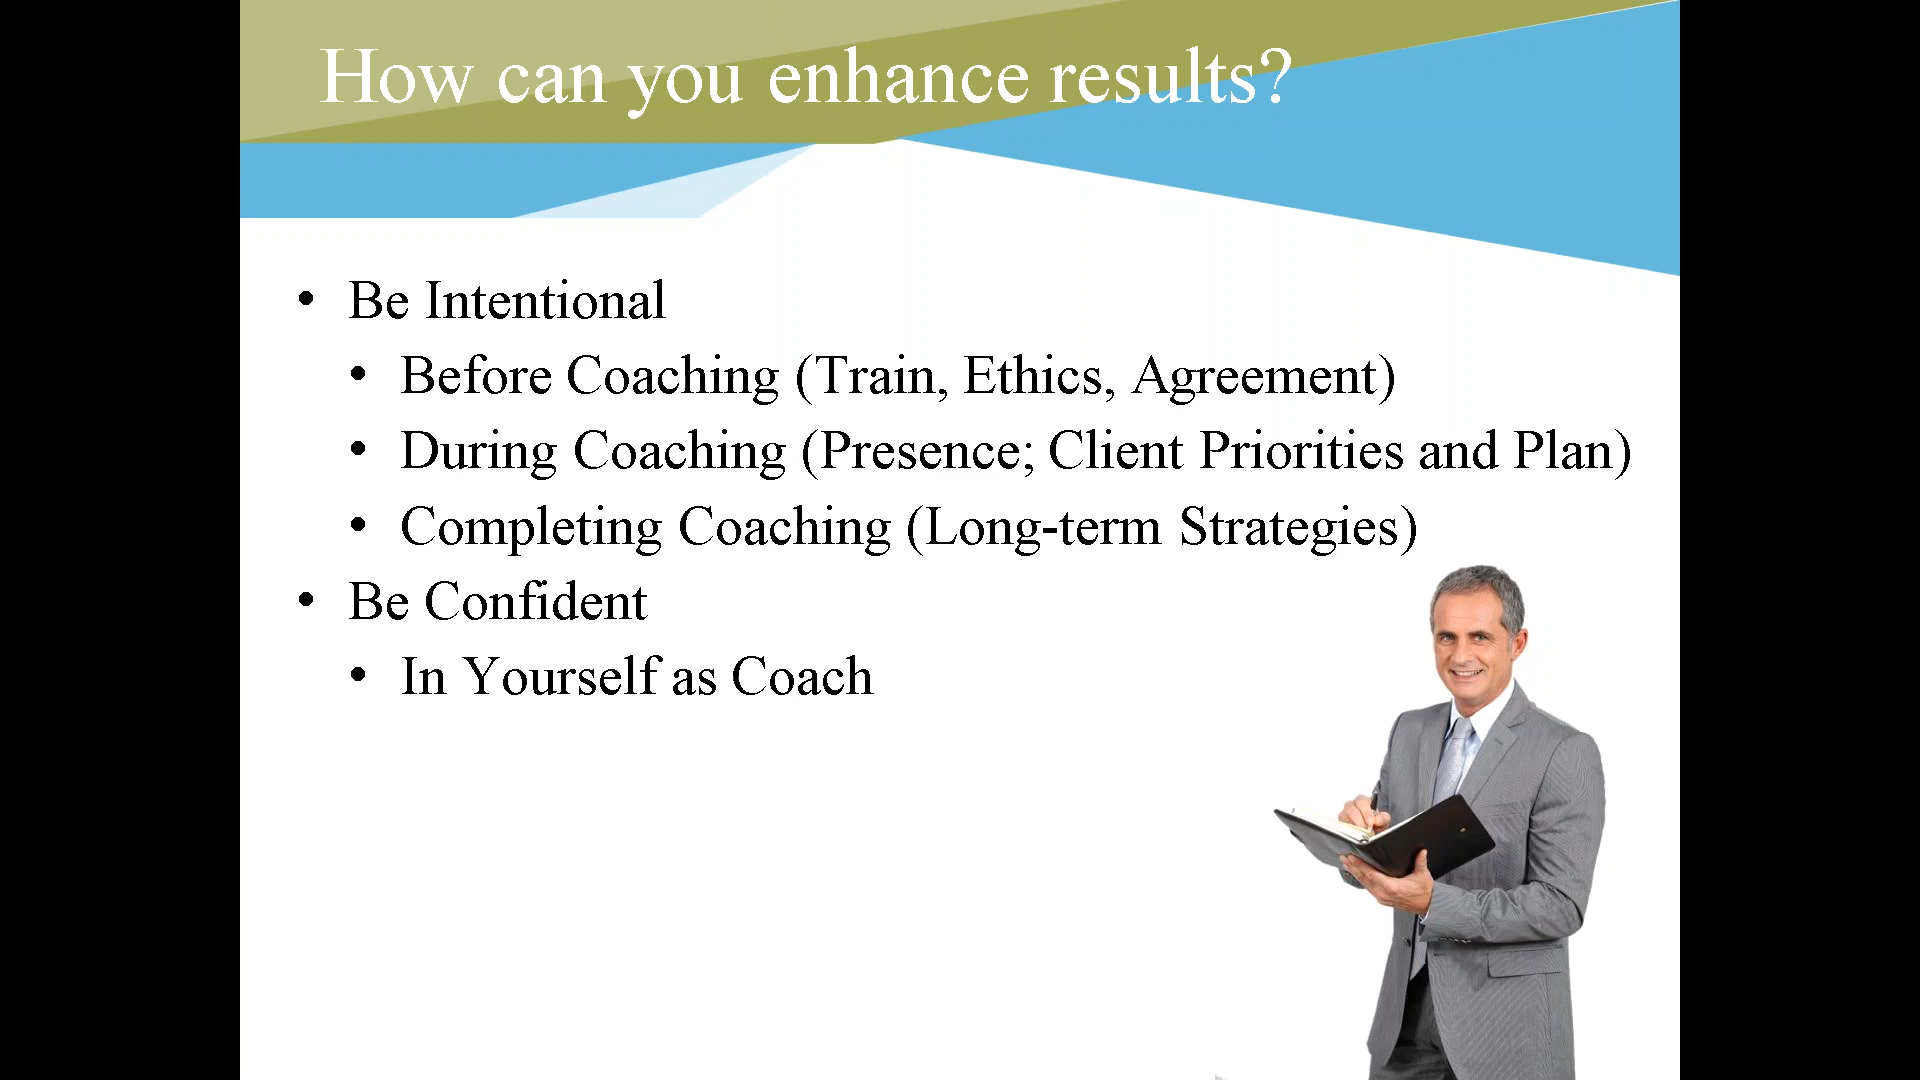 How can you enhance results?
• Be Intentional
• Before Coaching (Train, Ethics, Agreement)
• During Coaching (Presence; Client Priorities and Plan)
• Completing Coaching (Long-term Strategies)
• Be Confident
• In Yourself as Coach